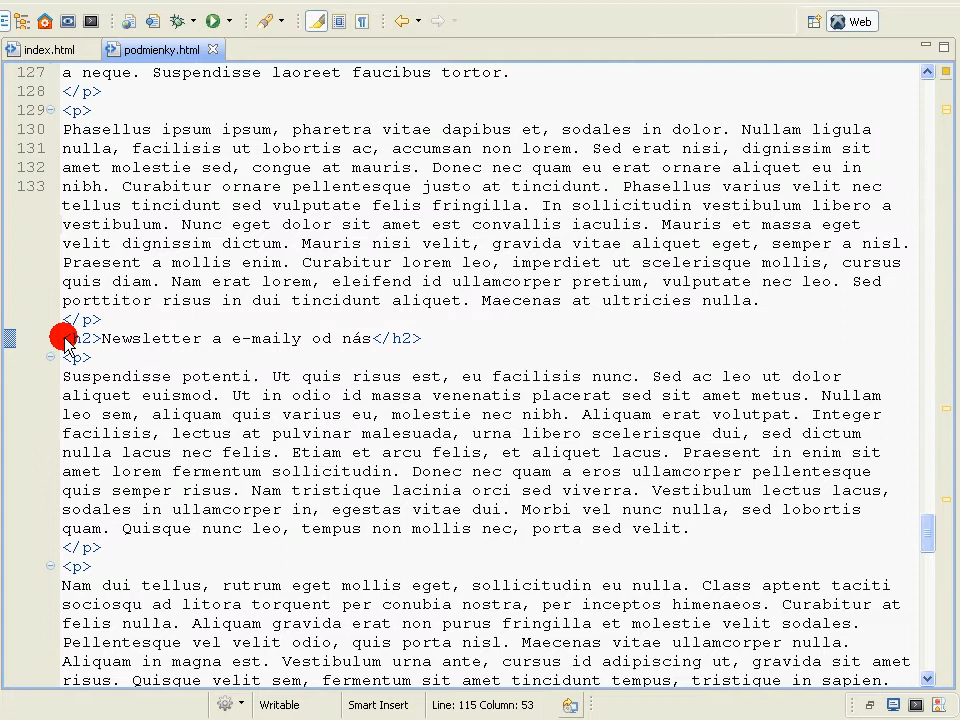 Web
index.html
podmienky.html
127 a neque. Suspendisse laoreet faucibus tortor.
128 </p>
129 <p>
130 Phasellus ipsum ipsum, pharetra vitae dapibus et, sodales in dolor. Nullam ligula
131 nulla, facilisis ut lobortis ac, accumsan non lorem. Sed erat nisi, dignissim sit
132 amet molestie sed, congue at mauris. Donec nec quam eu erat ornare aliquet eu in
133 nibh. Curabitur ornare pellentesque justo at tincidunt. Phasellus varius velit nec
tellus tincidunt sed vulputate felis fringilla. In sollicitudin vestibulum libero a
vestibulum. Nunc eget dolor sit amet est convallis iaculis. Mauris et massa eget
velit dignissim dictum. Mauris nisi velit, gravida vitae aliquet eget, semper a nisl.
Praesent a mollis enim. Curabitur lorem leo, imperdiet ut scelerisque mollis, cursus
quis diam. Nam erat lorem, eleifend id ullamcorper pretium, vulputate nec leo. Sed
porttitor risus in dui tincidunt aliquet. Maecenas at ultricies nulla.
</p>
<h2>Newsletter a e-maily od nás</h2>
<p>
Suspendisse potenti. Ut quis risus est, eu facilisis nunc. Sed ac leo ut dolor
aliquet euismod. Ut in odio id massa venenatis placerat sed sit amet metus. Nullam
leo sem, aliquam quis varius eu, molestie nec nibh. Aliquam erat volutpat. Integer
facilisis, lectus at pulvinar malesuada, urna libero scelerisque dui, sed dictum
nulla lacus nec felis. Etiam et arcu felis, et aliquet lacus. Praesent in enim sit
amet lorem fermentum sollicitudin. Donec nec quam a eros ullamcorper pellentesque
quis semper risus. Nam tristique lacinia orci sed viverra. Vestibulum lectus lacus,
sodales in ullamcorper in, egestas vitae dui. Morbi vel nunc nulla, sed lobortis
quam. Quisque nunc leo, tempus non mollis nec, porta sed velit.
</p>
<p>
Nam dui tellus, rutrum eget mollis eget, sollicitudin eu nulla. Class aptent taciti
sociosqu ad litora torquent per conubia nostra, per inceptos himenaeos. Curabitur at
felis nulla. Aliquam gravida erat non purus fringilla et molestie velit sodales.
Pellentesque vel velit odio, quis porta nisl. Maecenas vitae ullamcorper nulla.
Aliquam in magna est. Vestibulum urna ante, cursus id adipiscing ut, gravida sit amet
risus. Quisque velit sem, fermentum sit amet tincidunt tempus, tristique in sapien.
Writable
Smart Insert
Line: 115 Column: 53